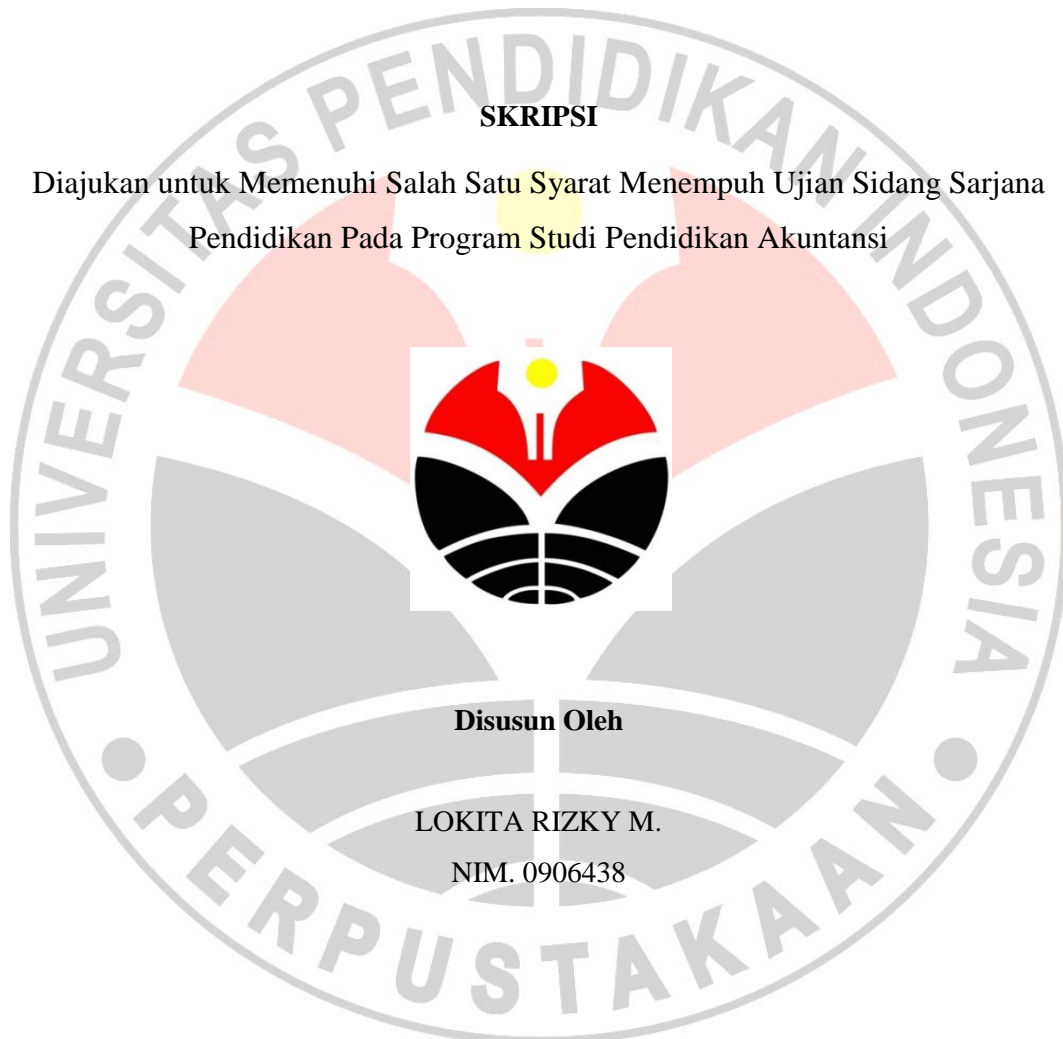 UNIVERSITAS PENDIDIKAN INDONESIA
SKRIPSI
Diajukan untuk Memenuhi Salah Satu Syarat Menempuh Ujian Sidang Sarjana
Pendidikan Pada Program Studi Pendidikan Akuntansi
Disusun Oleh
LOKITA RIZKY M.
NIM. 0906438
PERPUSTAKAAN